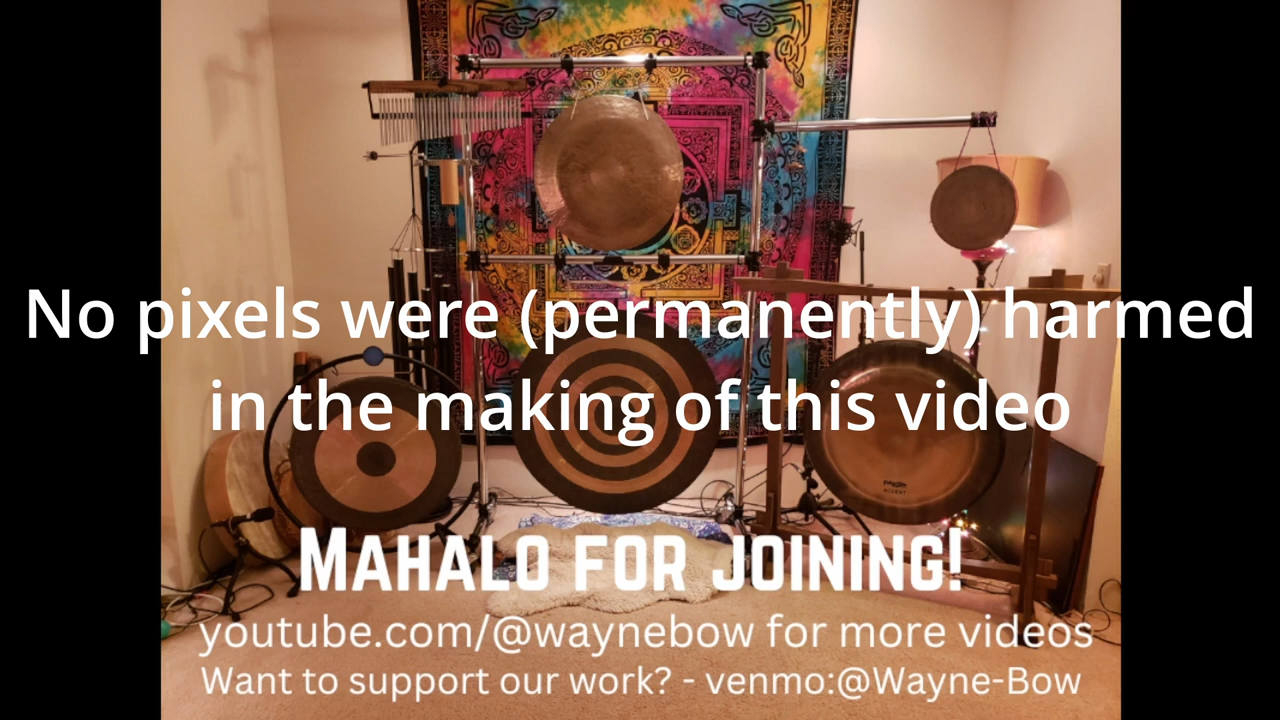 No pixels were (permanently) harmed
in the making of this video
ACCENT
MAHALO FOR JOINING!
youtube.com/@waynebow for more videos
Want to support our work? - venmo:@Wayne-Bow